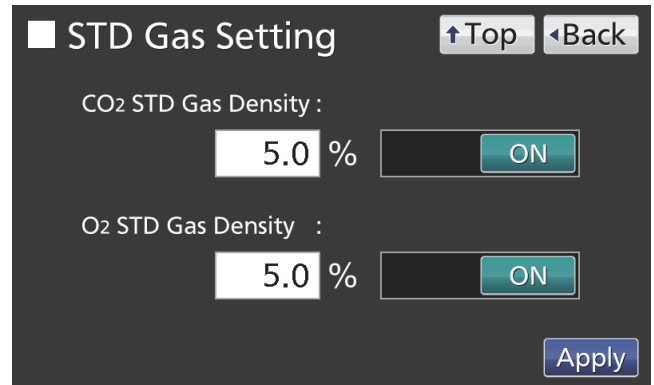 STD Gas Setting
Top
Back
CO2 STD Gas Density :
5.0 %
ON
O2 STD Gas Density :
5.0 %
ON
Apply